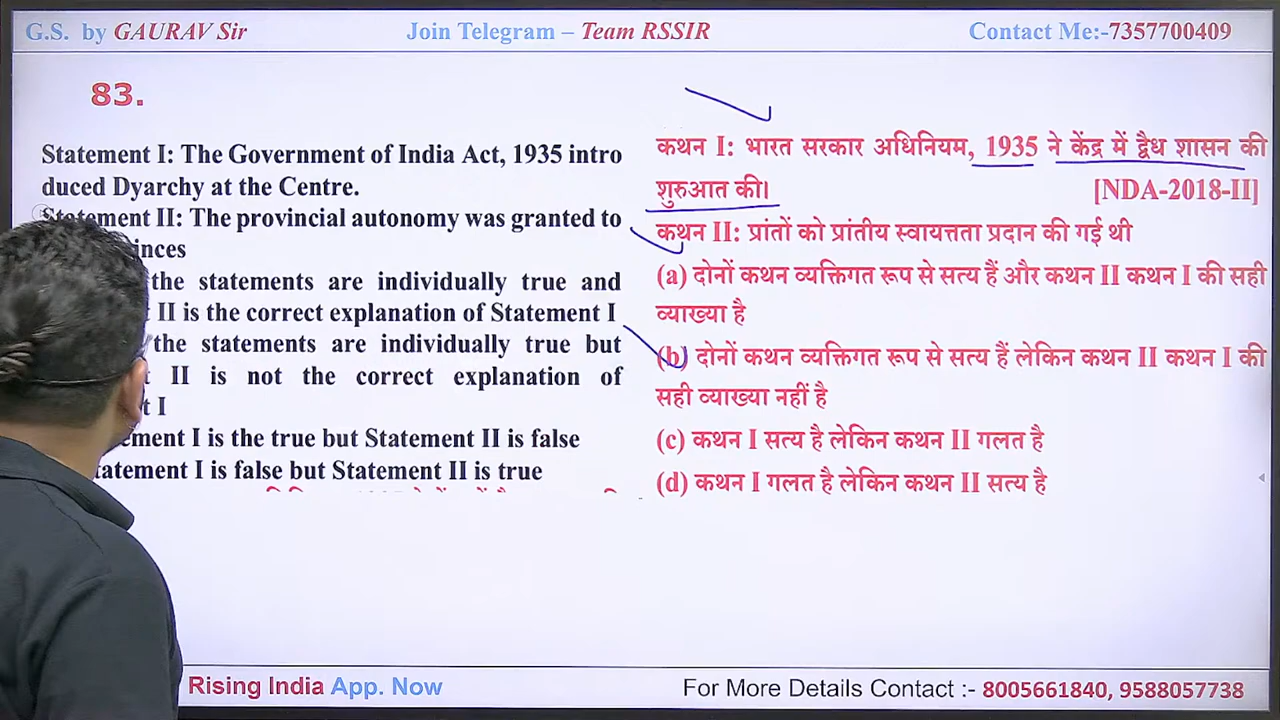 G.S. by GAURAV Sir
Join Telegram – Team RSSIR
Contact Me:-7357700409
83.
Statement I: The Government of India Act, 1935 intro
duced Dyarchy at the Centre.
Statement II: The provincial autonomy was granted to
the statements are individually true and
II is the correct explanation of Statement I
the statements are individually true but
II is not the correct explanation of
I
I is the true but Statement II is false
tatement I is false but Statement II is true
कथन I: भारत सरकार अधिनियम, 1935 ने केंद्र में द्वैध शासन की
शुरुआत की। [NDA-2018-II]
कथन II: प्रांतों को प्रांतीय स्वायत्तता प्रदान की गई थी
(a) दोनों कथन व्यक्तिगत रूप से सत्य हैं और कथन II कथन I की सही
व्याख्या है
(b) दोनों कथन व्यक्तिगत रूप से सत्य हैं लेकिन कथन II कथन I की
सही व्याख्या नहीं है
(c) कथन I सत्य है लेकिन कथन II गलत है
(d) कथन I गलत है लेकिन कथन II सत्य है
Rising India App. Now
For More Details Contact :- 8005661840, 9588057738